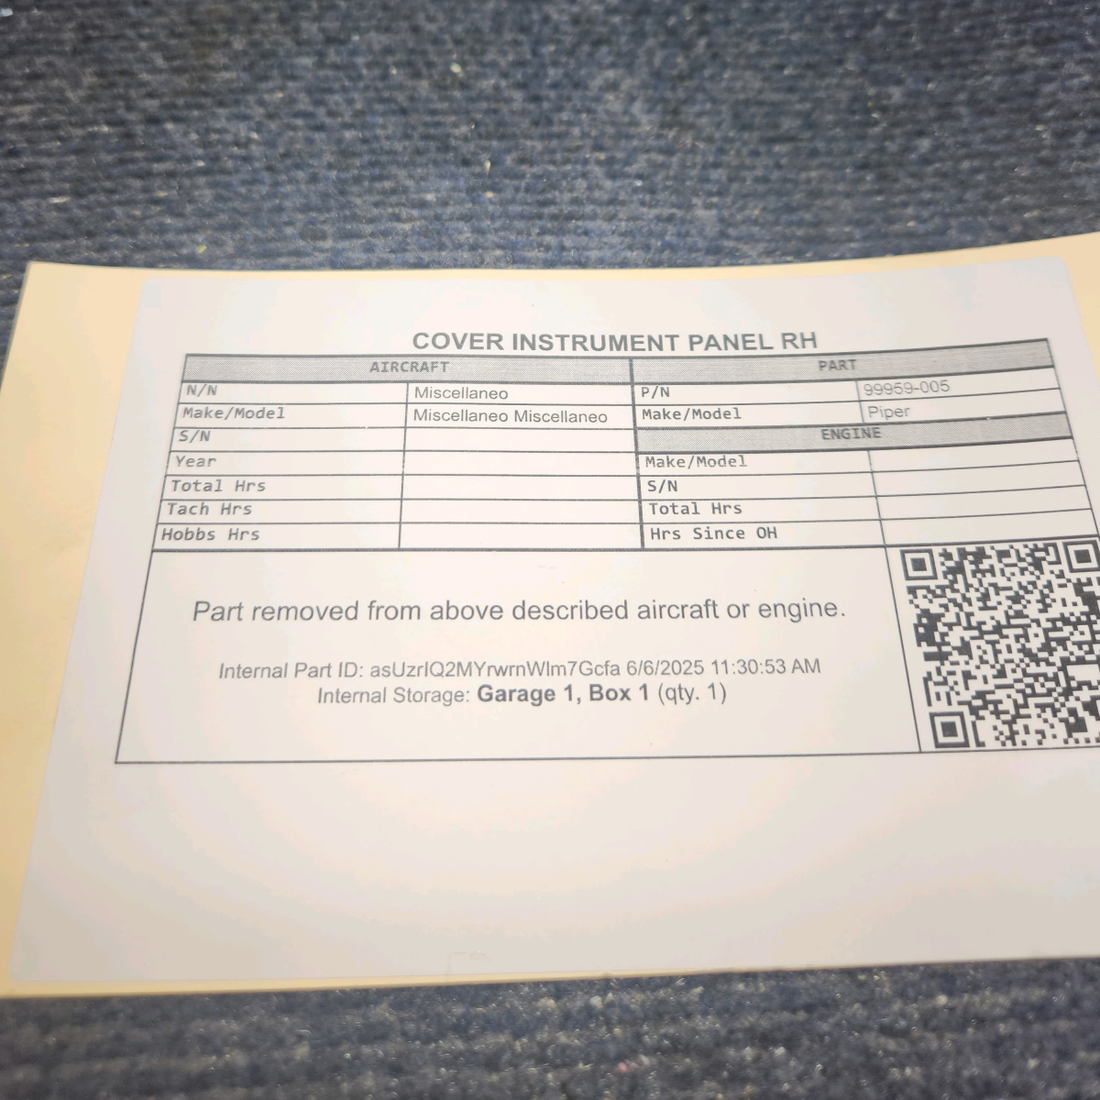 COVER INSTRUMENT PANEL RH
AIRCRAFT PART
N/N Miscellaneo P/N 99959-005
Make/Model Miscellaneo Miscellaneo Make/Model Piper
S/N ENGINE
Year Make/Model
Total Hrs S/N
Tach Hrs Total Hrs
Hobbs Hrs Hrs Since OH
Part removed from above described aircraft or engine.
Internal Part ID: asUzrIQ2MYrwrnWlm7Gcfa 6/6/2025 11:30:53 AM
Internal Storage: Garage 1, Box 1 (qty. 1)